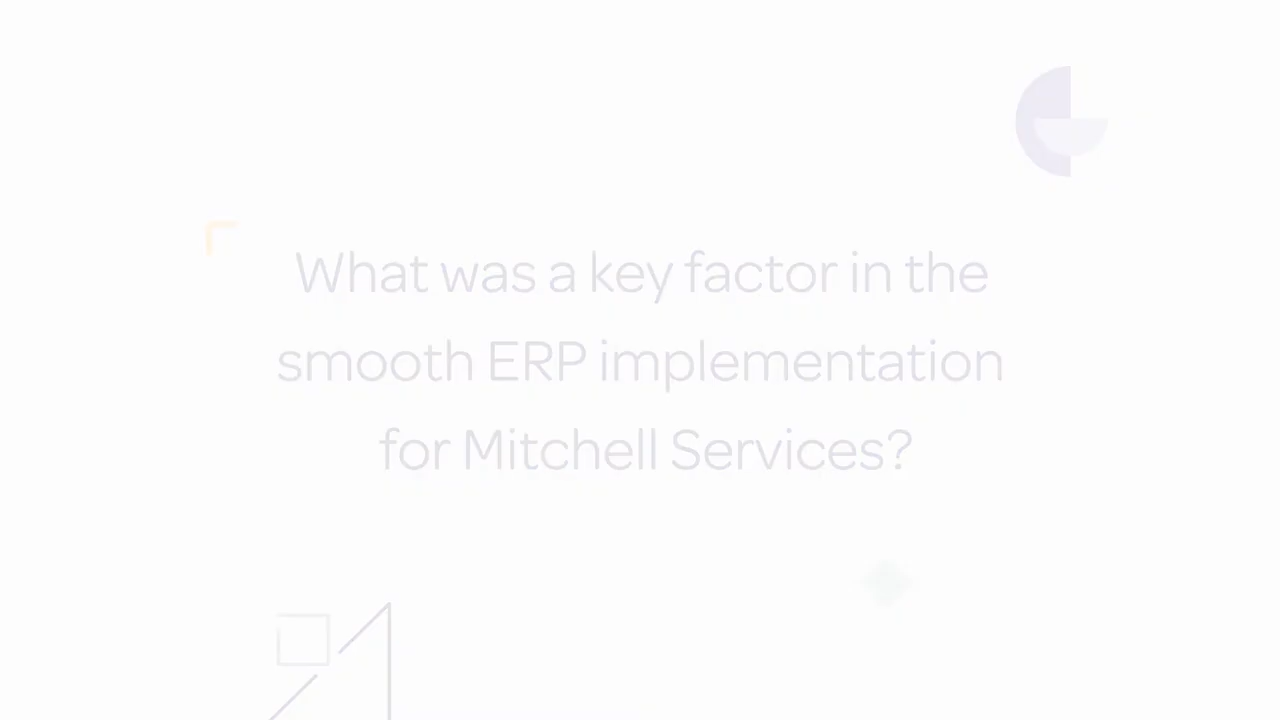 What was a key factor in the
smooth ERP implementation
for Mitchell Services?